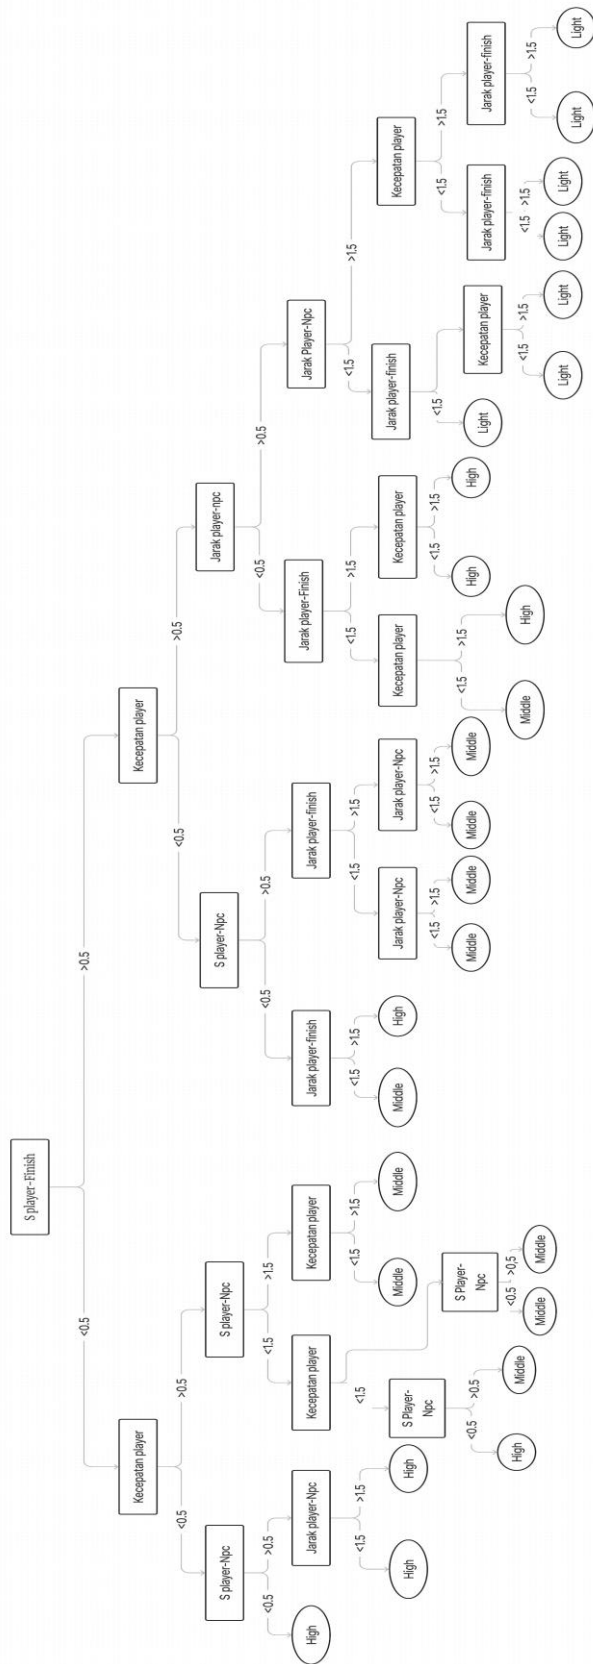 S player-Finish
<0.5
>0.5
Kecepatan player
Kecepatan player
<0.5
>0.5
<0.5
>0.5
S player-Npc
S player-Npc
S player-Npc
Jarak player-npc
<0.5
>0.5
<1.5
>1.5
<0.5
>0.5
<0.5
>0.5
High
Jarak player-Npc
Kecepatan player
Kecepatan player
Jarak player-finish
Jarak player-finish
Jarak player-Finish
Jarak Player-Npc
<1.5
>1.5
<1.5
<1.5
>1.5
<1.5
>1.5
<1.5
>1.5
<1.5
>1.5
<1.5
>1.5
High
High
S Player-
Npc
S Player-
Npc
Middle
Middle
Middle
High
Jarak player-Npc
Jarak player-Npc
Kecepatan player
Kecepatan player
Jarak player-finish
Kecepatan player
<0.5
>0.5
<0.5
>0,5
<1.5
>1.5
<1.5
>1.5
<1.5
>1.5
<1.5
>1.5
<1.5
<1.5
>1.5
High
Middle
Middle
Middle
Middle
Middle
Middle
Middle
Middle
High
High
High
Light
Kecepatan player
Jarak player-finish
Jarak player-finish
<1.5
>1.5
<1.5
>1.5
<1.5
>1.5
Light
Light
Light
Light
Light
Light